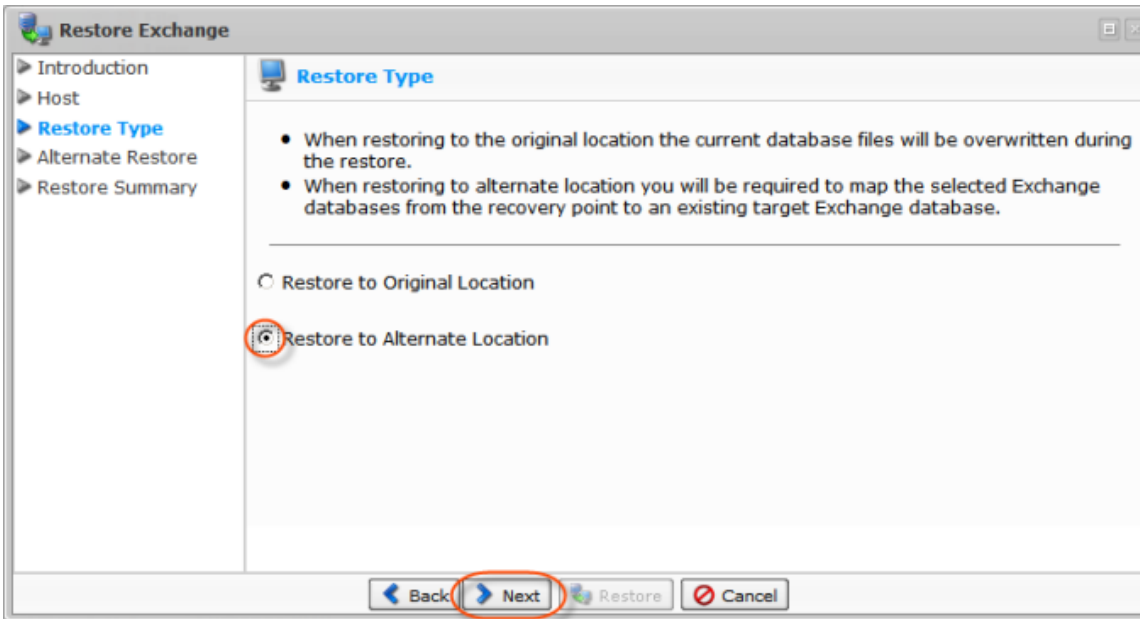 Restore Exchange
Introduction
Host
Restore Type
Alternate Restore
Restore Summary
Restore Type
When restoring to the original location the current database files will be overwritten during
the restore.
When restoring to alternate location you will be required to map the selected Exchange
databases from the recovery point to an existing target Exchange database.
Restore to Original Location
Restore to Alternate Location
Back
Next
Restore
Cancel